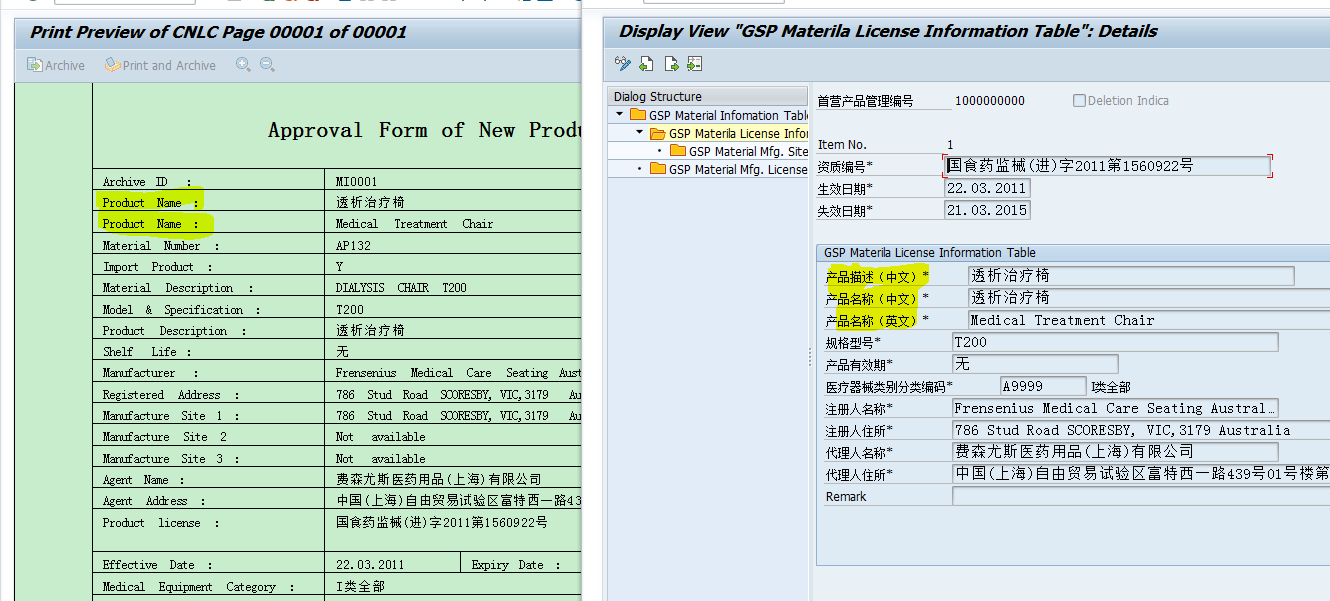 Print Preview of CNLC Page 00001 of 00001
Archive
Print and Archive
Approval Form of New Produ
Archive ID :
MI0001
Product Name :
透析治疗椅
Product Name :
Medical Treatment Chair
Material Number :
AP132
Import Product :
Y
Material Description :
DIALYSIS CHAIR T200
Model & Specification :
T200
Product Description :
透析治疗椅
Shelf Life :
无
Manufacturer :
Frensenius Medical Care Seating Aust
Registered Address :
786 Stud Road SCORESBY, VIC,3179 Au
Manufacture Site 1 :
786 Stud Road SCORESBY, VIC,3179 Au
Manufacture Site 2
Not available
Manufacture Site 3 :
Not available
Agent Name :
费森尤斯医药用品(上海)有限公司
Agent Address :
中国(上海)自由贸易试验区富特西一路43
Product license :
国食药监械(进)字2011第1560922号
Effective Date :
22.03.2011
Expiry Date :
Medical Equipment Category :
I类全部
Display View "GSP Materila License Information Table": Details
Dialog Structure
GSP Material Infomation Tabl
GSP Materila License Infor
GSP Material Mfg. Site
GSP Material Mfg. License
首营产品管理编号
1000000000
Deletion Indica
Item No.
1
资质编号*
国食药监械(进)字2011第1560922号
生效日期*
22.03.2011
失效日期*
21.03.2015
GSP Materila License Information Table
产品描述（中文）*
透析治疗椅
产品名称（中文）*
透析治疗椅
产品名称（英文）*
Medical Treatment Chair
规格型号*
T200
产品有效期*
无
医疗器械类别分类编码*
A9999
I类全部
注册人名称*
Frensenius Medical Care Seating Austral…
注册人住所*
786 Stud Road SCORESBY, VIC,3179 Australia
代理人名称*
费森尤斯医药用品(上海)有限公司
代理人住所*
中国(上海)自由贸易试验区富特西一路439号01号楼第
Remark